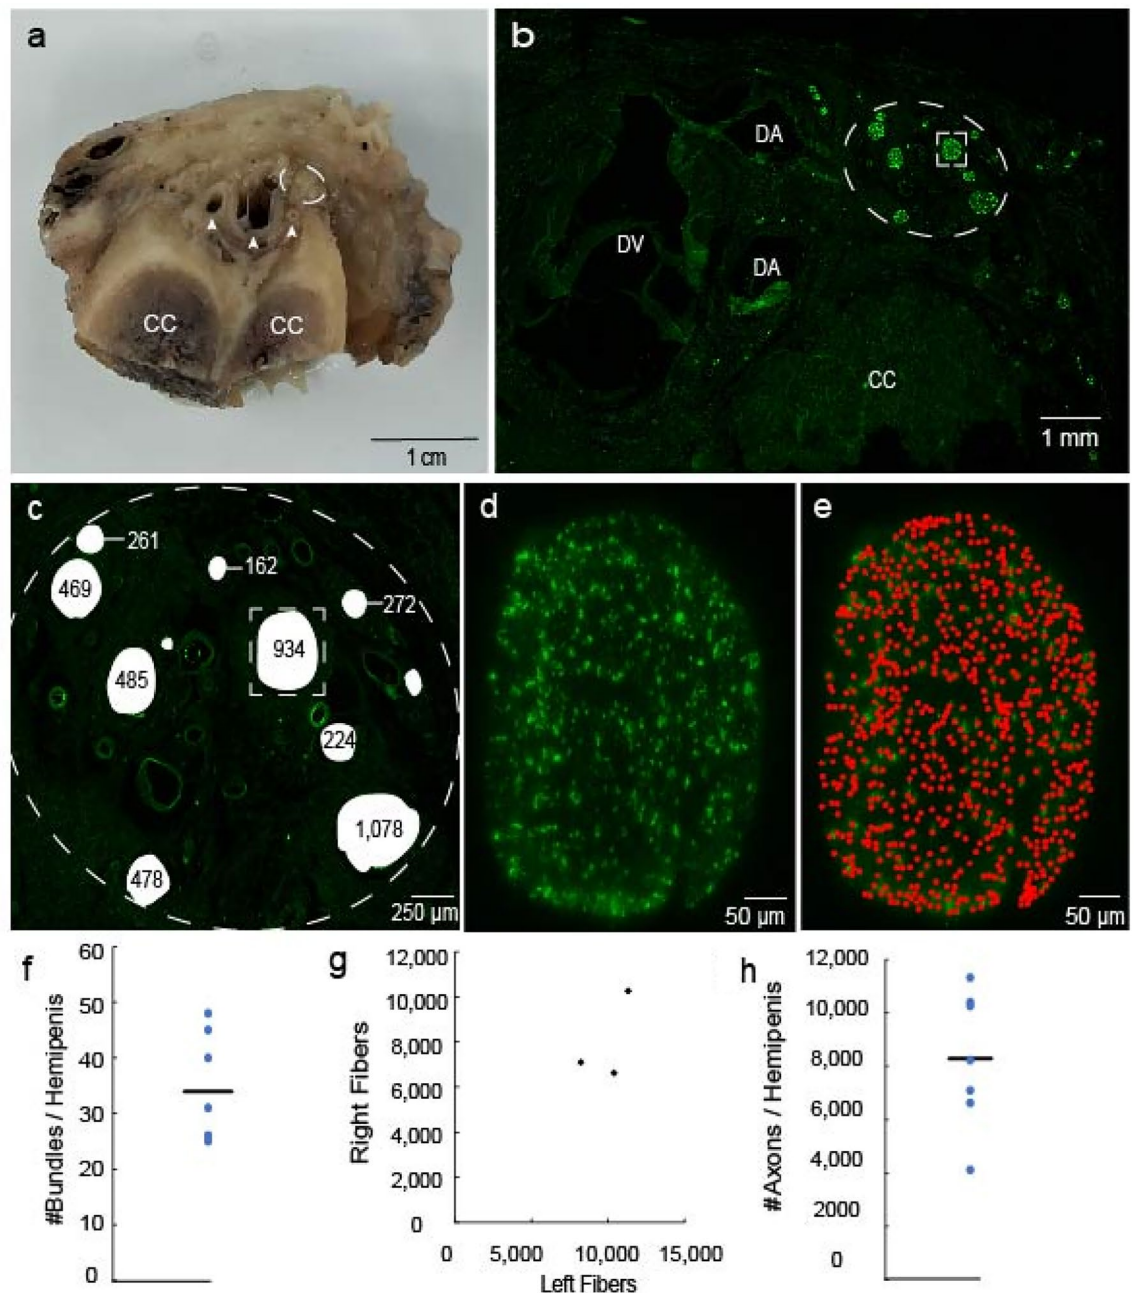 a
CC
CC
1 cm
b
DA
DV
DA
CC
1 mm
c
261
469
162
272
934
485
224
1,078
478
250 µm
d
50 µm
e
50 µm
f
#Bundles / Hemipenis
60
50
40
30
20
10
0
g
Right Fibers
12,000
10,000
8,000
6,000
4,000
2,000
0
0 5,000 10,000 15,000
Left Fibers
h
#Axons / Hemipenis
12,000
10,000
8,000
6,000
4,000
2000
0